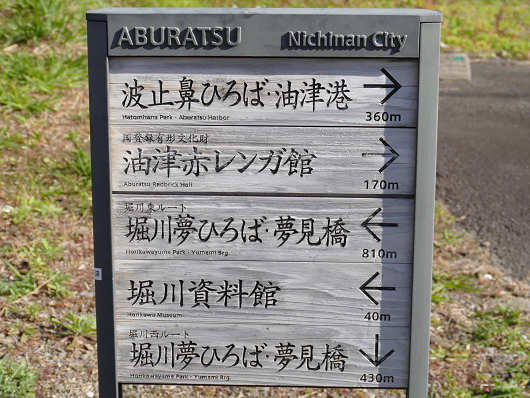 ABURATSU Nichinan City
波止鼻ひろば・油津港
Hatomhana Park - Aburatsu Harbor 360m
国登録有形文化財
油津赤レンガ館
Aburatsu Redbrick Hall 170m
堀川東ルート
堀川夢ひろば・夢見橋
Horikawayume Park - Yumemi Brg. 810m
堀川資料館
Horikawa Museum 40m
堀川西ルート
堀川夢ひろば・夢見橋
Horikawayume Park - Yumemi Brg. 430m